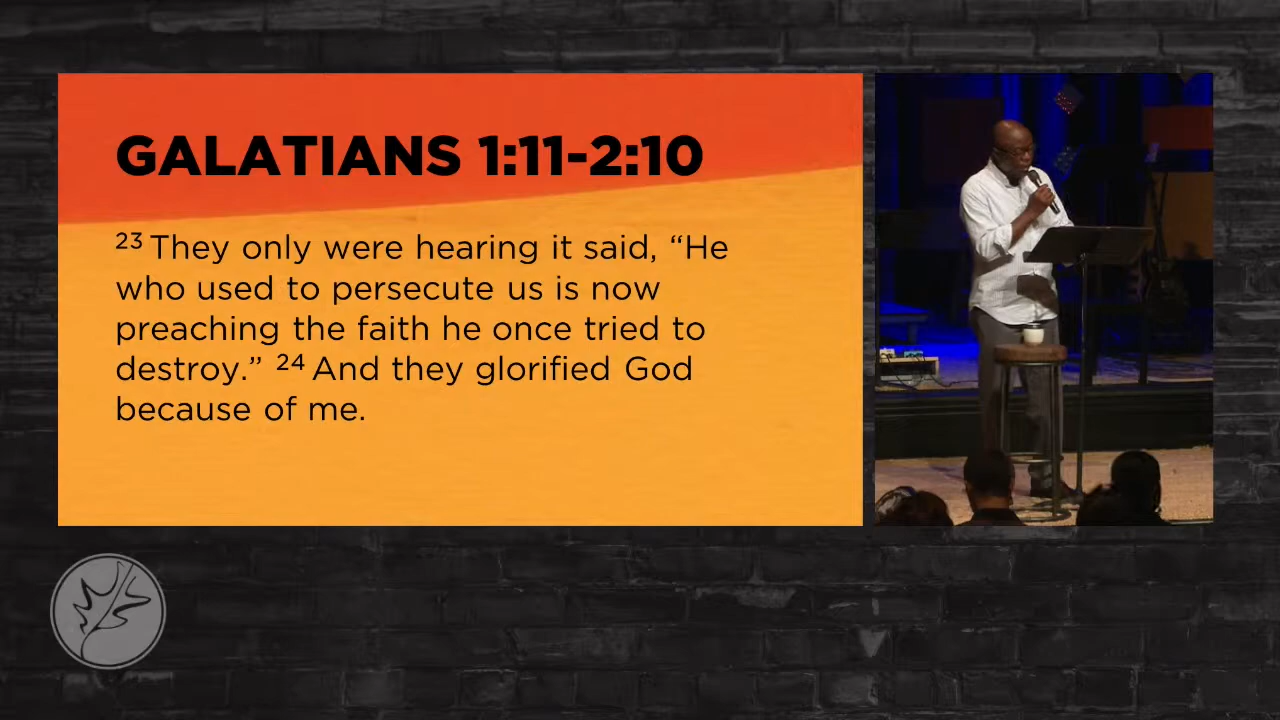 GALATIANS 1:11-2:10
²³ They only were hearing it said, “He
who used to persecute us is now
preaching the faith he once tried to
destroy.” ²⁴ And they glorified God
because of me.